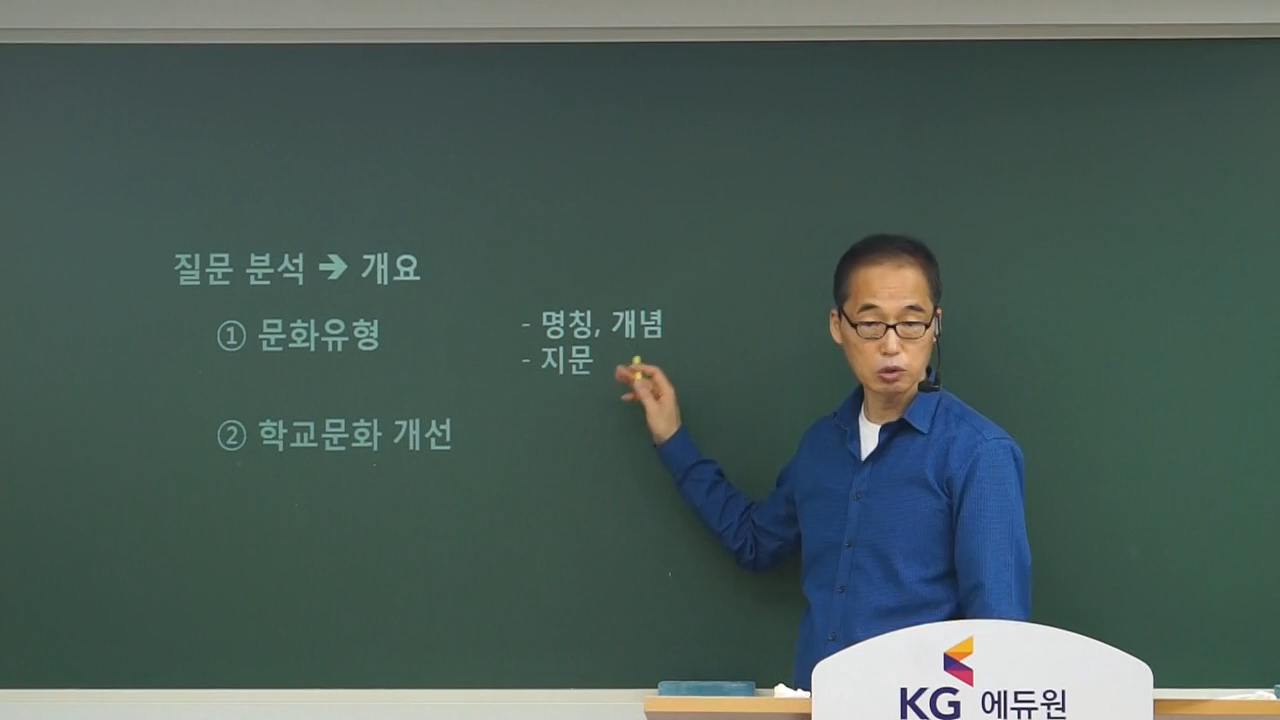 질문 분석 → 개요
① 문화유형
- 명칭, 개념
- 지문
② 학교문화 개선
KG 에듀원